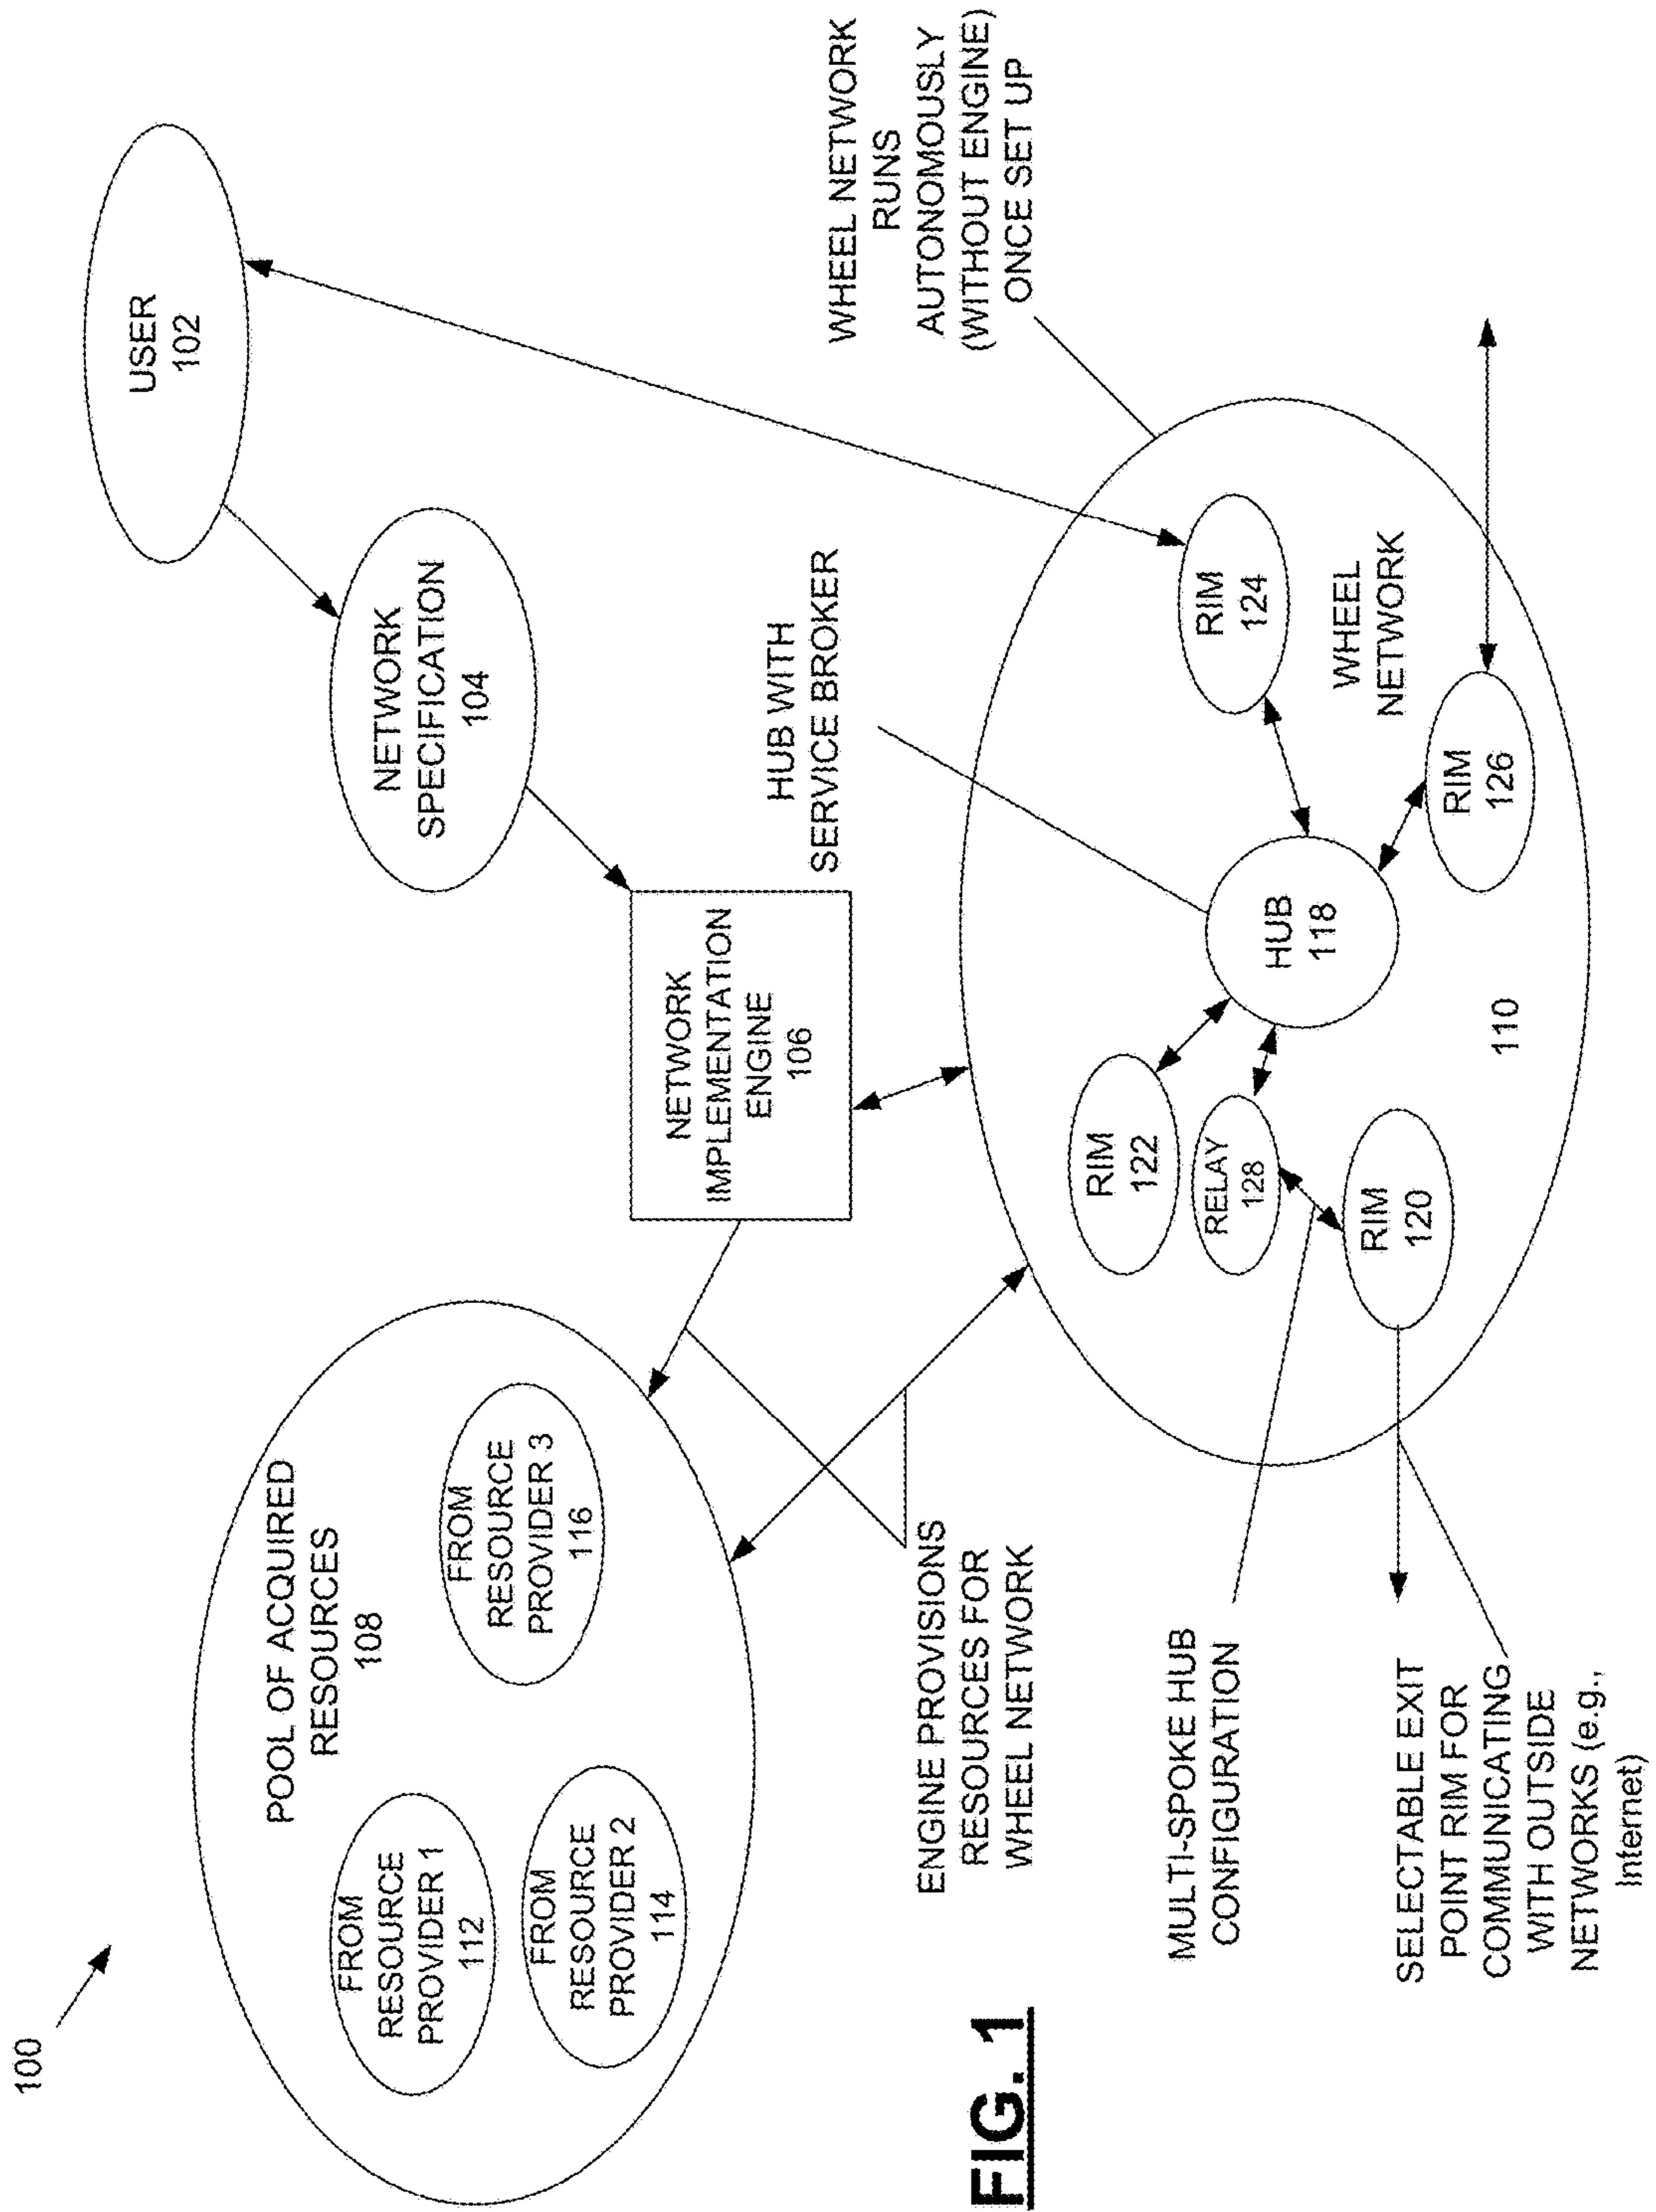 100
POOL OF ACQUIRED
RESOURCES
108
FROM
RESOURCE
PROVIDER 1
112
FROM
RESOURCE
PROVIDER 2
114
FROM
RESOURCE
PROVIDER 3
116
USER
102
NETWORK
SPECIFICATION
104
NETWORK
IMPLEMENTATION
ENGINE
106
HUB WITH
SERVICE BROKER
WHEEL NETWORK
RUNS
AUTONOMOUSLY
(WITHOUT ENGINE)
ONCE SET UP
ENGINE PROVISIONS
RESOURCES FOR
WHEEL NETWORK
RIM
122
RELAY
128
RIM
120
HUB
118
RIM
124
WHEEL
NETWORK
RIM
126
110
MULTI-SPOKE HUB
CONFIGURATION
SELECTABLE EXIT
POINT RIM FOR
COMMUNICATING
WITH OUTSIDE
NETWORKS (e.g.,
Internet)
FIG. 1